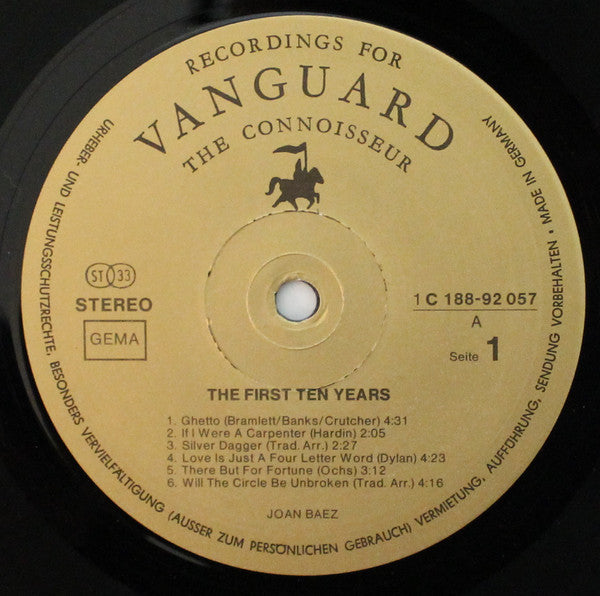 RECORDINGS FOR
VANGUARD
THE CONNOISSEUR
ST 33
STEREO
GEMA
1 C 188-92 057
A
Seite 1
THE FIRST TEN YEARS
1. Ghetto (Bramlett/Banks/Crutcher) 4:31
2. If I Were A Carpenter (Hardin) 2:05
3. Silver Dagger (Trad. Arr.) 2:27
4. Love Is Just A Four Letter Word (Dylan) 4:23
5. There But For Fortune (Ochs) 3:12
6. Will The Circle Be Unbroken (Trad. Arr.) 4:16
JOAN BAEZ
URHEBER- UND LEISTUNGSSCHUTZRECHTE, BESONDERS VERVIELFÄLTIGUNG (AUSSER ZUM PERSÖNLICHEN GEBRAUCH) VERMIETUNG, AUFFÜHRUNG, SENDUNG VORBEHALTEN • MADE IN GERMANY